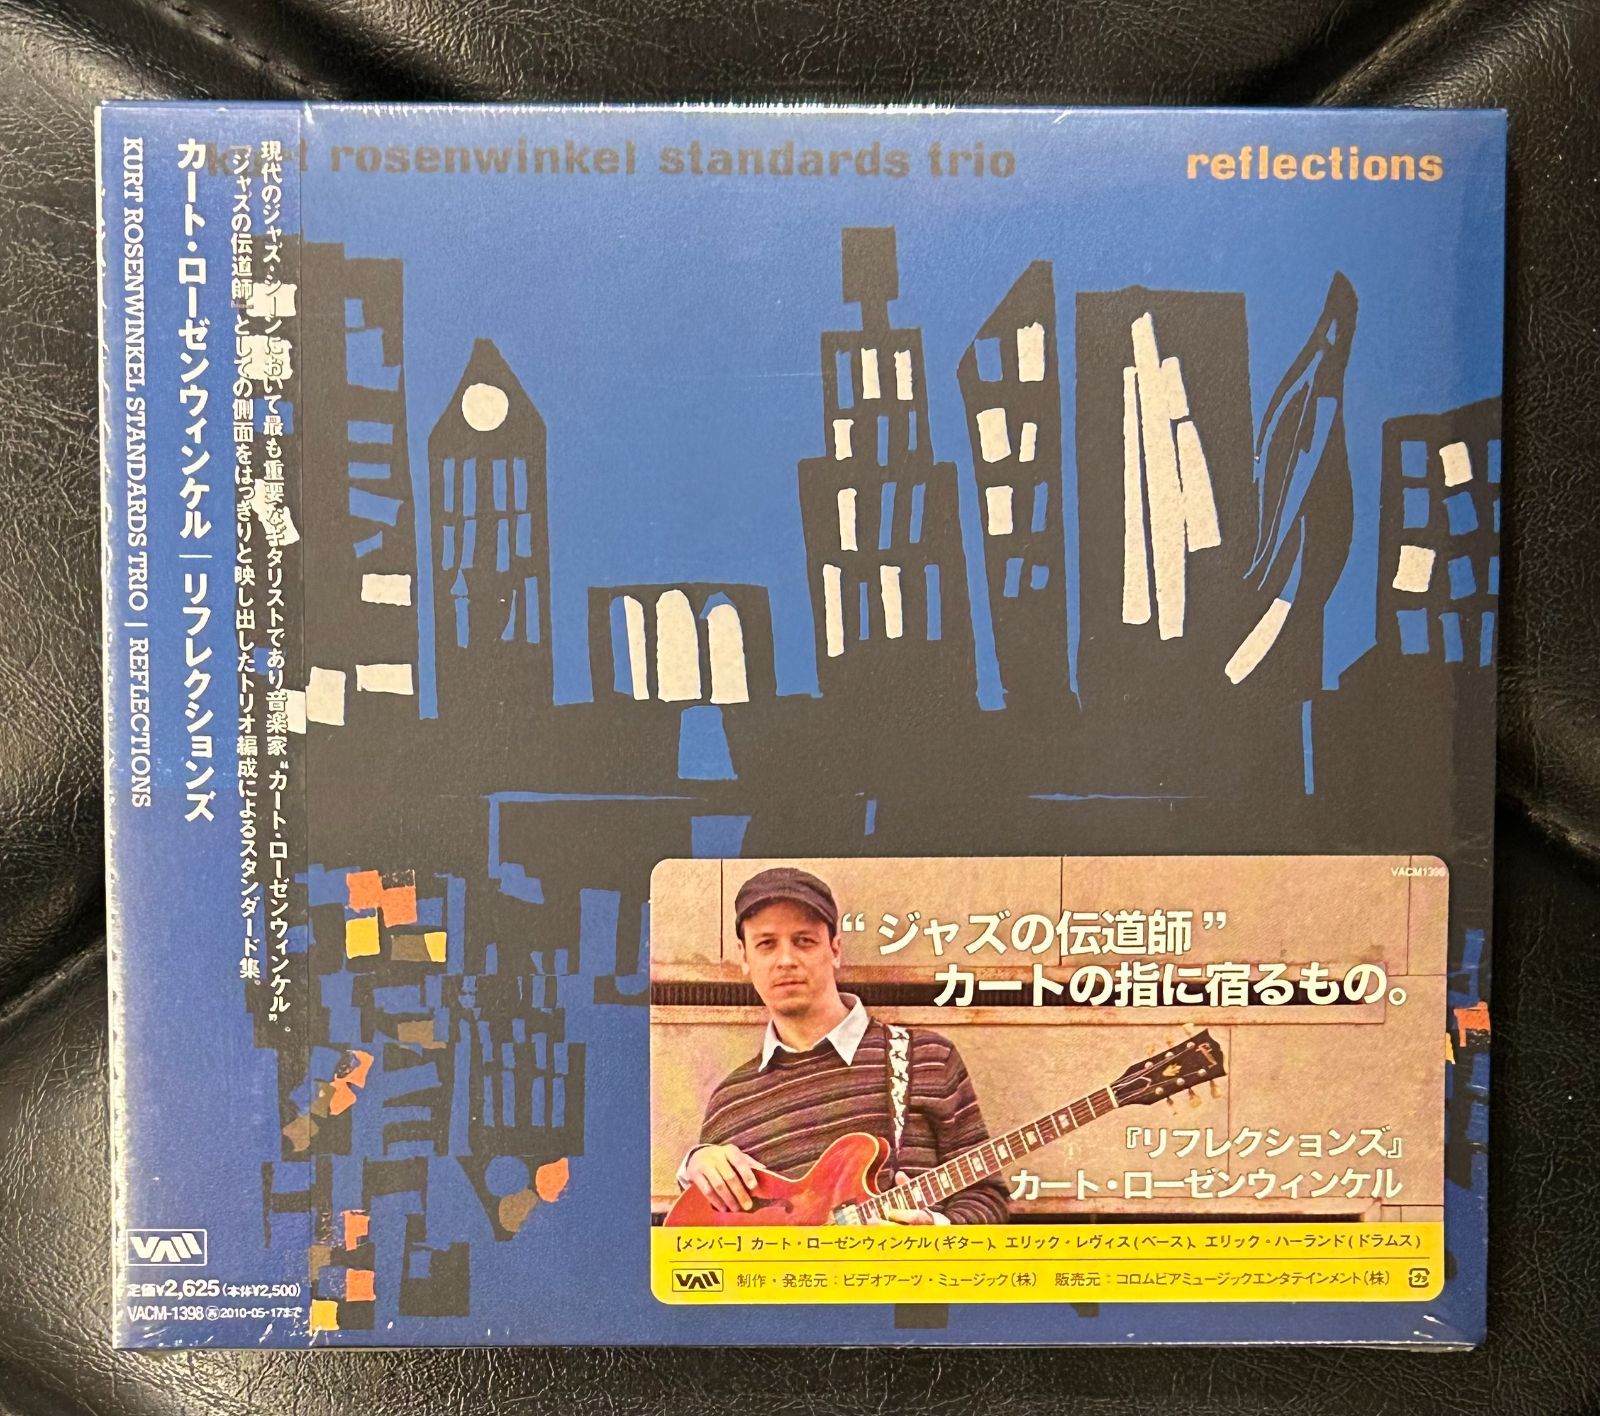 kurt rosenwinkel standards trio
reflections
現代のジャズ・シーンにおいて最も重要なギタリストであり音楽家“カート・ローゼンウィンケル”。
『ジャズの伝道師』としての側面をはっきりと映し出したトリオ編成によるスタンダード集。
カート・ローゼンウィンケル｜リフレクションズ
KURT ROSENWINKEL STANDARDS TRIO | REFLECTIONS
定価¥2,625(本体¥2,500)
VACM-1398 再 2010-05-17まで
VACM1398
“ジャズの伝道師”
カートの指に宿るもの。
Gibson
『リフレクションズ』
カート・ローゼンウィンケル
【メンバー】カート・ローゼンウィンケル(ギター)、エリック・レヴィス(ベース)、エリック・ハーランド(ドラムス)
制作・発売元：ビデオアーツ・ミュージック(株) 販売元：コロムビアミュージックエンタテインメント(株)